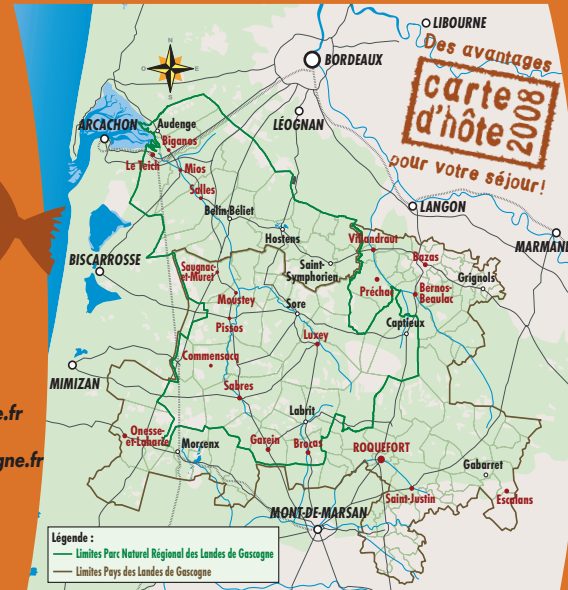 LIBOURNE
Des avantages
carte
d'hôte
2008
pour votre séjour!
N
O
E
S
BORDEAUX
ARCACHON
Audenge
LÉOGNAN
Biganos
Le Teich
Mios
Salles
Belin-Béliet
LANGON
Hostens
Villandraut
MARMANDE
BISCARROSSE
Saugnac-
et-Muret
Saint-
Symphorien
Bazas
Grignols
Préchac
Bernos-
Beaulac
Moustey
Sore
Pissos
Captieux
Luxey
Commensacq
MIMIZAN
Sabres
Labrit
e.fr
Onesse-
et-Laharie
Morcenx
Garein
Brocas
ROQUEFORT
gne.fr
Gabarret
Saint-Justin
Escalans
MONT-DE-MARSAN
Légende :
Limites Parc Naturel Régional des Landes de Gascogne
Limites Pays des Landes de Gascogne